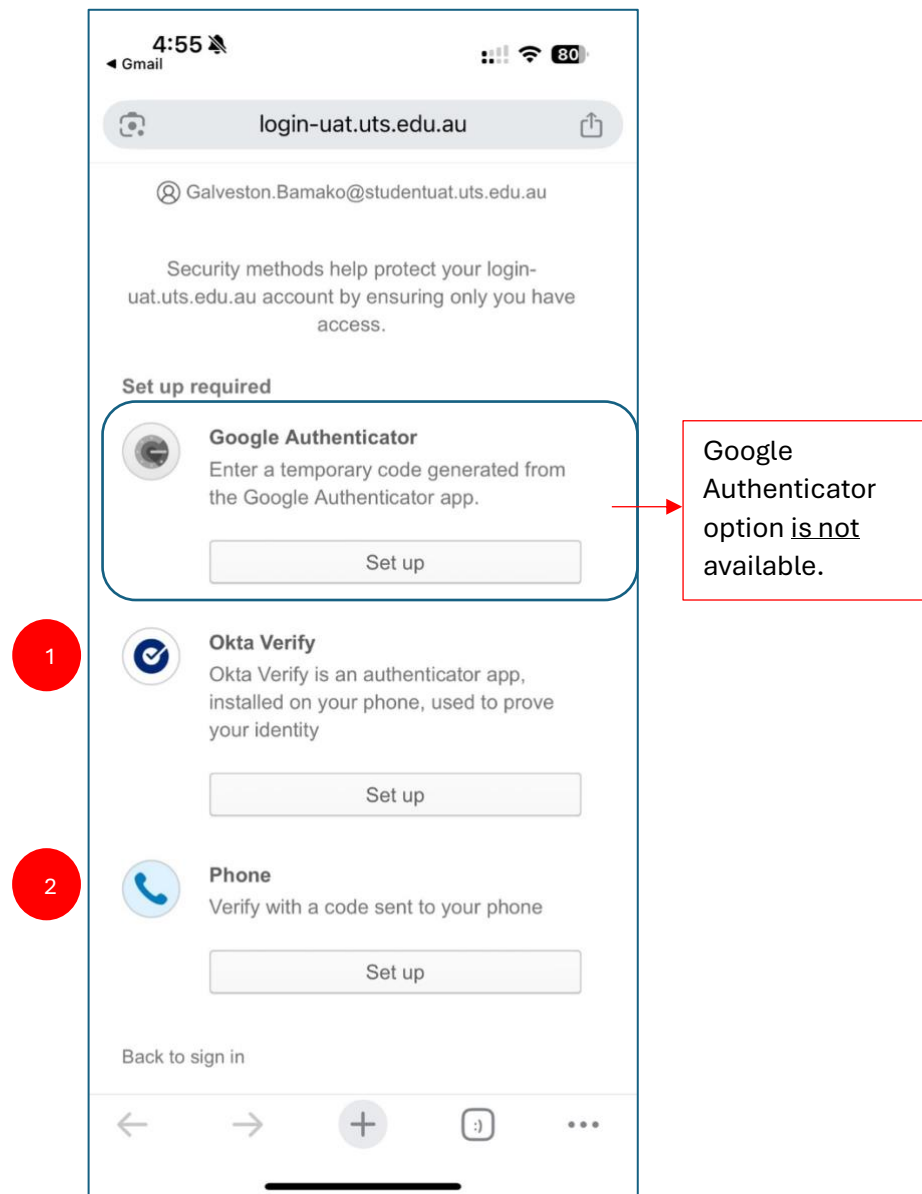 4:55
◀ Gmail
80
login-uat.uts.edu.au
Galveston.Bamako@studentuat.uts.edu.au
Security methods help protect your login-
uat.uts.edu.au account by ensuring only you have
access.
Set up required
Google Authenticator
Enter a temporary code generated from
the Google Authenticator app.
Set up
Google
Authenticator
option is not
available.
1
Okta Verify
Okta Verify is an authenticator app,
installed on your phone, used to prove
your identity
Set up
2
Phone
Verify with a code sent to your phone
Set up
Back to sign in
:)